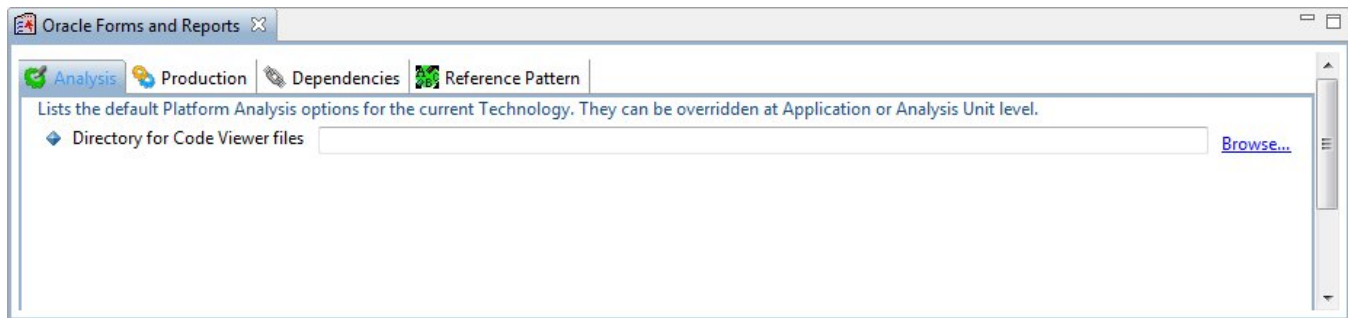 Oracle Forms and Reports
Analysis Production Dependencies Reference Pattern
Lists the default Platform Analysis options for the current Technology. They can be overridden at Application or Analysis Unit level.
Directory for Code Viewer files Browse...